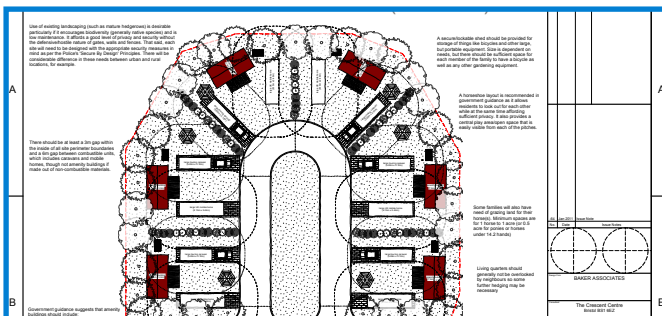 Use of existing landscaping (such as mature hedgerows) is desirable
particularly if it encourages biodiversity (generally native species) and is
low maintenance. It affords a good level of privacy and security without
the defensive/hostile nature of gates, walls and fences. That said, each
site will need to be designed with the appropriate security measures in
mind as per the Police's 'Secure By Design' Principles. There will be
considerable difference in these needs between urban and rural
locations, for example.
A secure/lockable shed should be provided for
storage of things like bicycles and other large,
but portable equipment. Size is dependent on
needs, but there should be sufficient space for
each member of the family to have a bicycle as
well as any other gardening equipment.
A
A
A horseshoe layout is recommended in
government guidance as it allows
residents to look out for each other
while at the same time affording
sufficient privacy. It also provides a
central play area/open space that is
easily visible from each of the pitches.
There should be at least a 3m gap within
the inside of all site perimeter boundaries
and a 6m gap between combustible units,
which includes caravans and mobile
homes, though not amenity buildings if
made out of non-combustible materials.
Some families will also have
need of grazing land for their
horse(s). Minimum spaces are
for 1 horse to 1 acre (or 0.5
acre for ponies or horses
under 14.2 hands)
Jan 2011 Issue Note
No. Date Issue Notes
Living quarters should
generally not be overlooked
by neighbours so some
further hedging may be
necessary.
BAKER ASSOCIATES
B
B
The Crescent Centre
Bristol BS1 6EZ
Government guidance suggests that amenity
buildings should include: